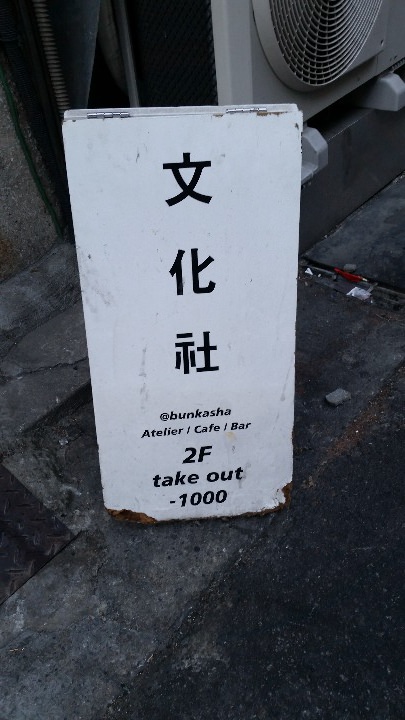 文化社
@bunkasha
Atelier / Cafe / Bar
2F
take out
-1000